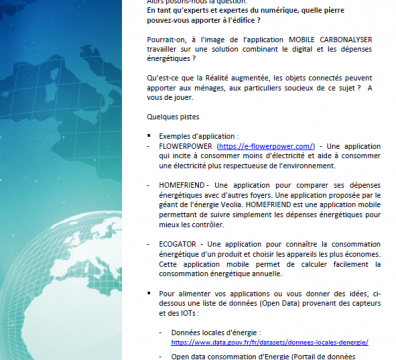 Alors posons-nous la question.
En tant qu'experts et expertes du numérique, quelle pierre
pouvez-vous apporter à l'édifice ?
Pourrait-on, à l'image de l'application MOBILE CARBONALYSER
travailler sur une solution combinant le digital et les dépenses
énergétiques ?
Qu'est-ce que la Réalité augmentée, les objets connectés peuvent
apporter aux ménages, aux particuliers soucieux de ce sujet ? A
vous de jouer.
Quelques pistes
▪ Exemples d'application :
- FLOWERPOWER (https://e-flowerpower.com/) - Une application
qui incite à consommer moins d'électricité et aide à consommer
une électricité plus respectueuse de l'environnement.
- HOMEFRIEND - Une application pour comparer ses dépenses
énergétiques avec d'autres foyers. Une application proposée par le
géant de l'énergie Veolia. HOMEFRIEND est une application mobile
permettant de suivre simplement les dépenses énergétiques pour
mieux les contrôler.
- ECOGATOR - Une application pour connaître la consommation
énergétique d'un produit et choisir les appareils les plus économes.
Cette application mobile permet de calculer facilement la
consommation énergétique annuelle.
▪ Pour alimenter vos applications ou vous donner des idées, ci-
dessous une liste de données (Open Data) provenant des capteurs
et des IOTs :
- Données locales d'énergie :
https://www.data.gouv.fr/fr/datasets/donnees-locales-denergie/
- Open data consommation d'Energie (Portail de données